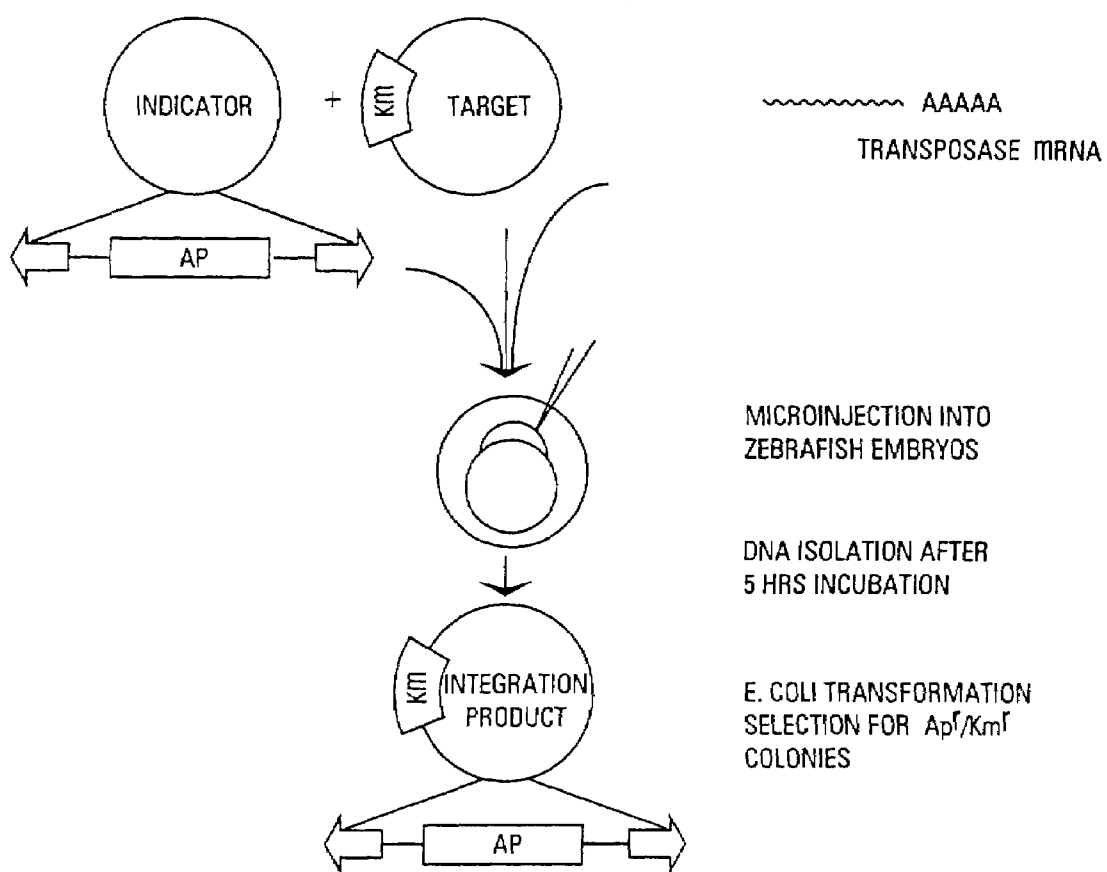 INDICATOR
+
KM
TARGET
AAAAA
TRANSPOSASE MRNA
AP
MICROINJECTION INTO
ZEBRAFISH EMBRYOS
DNA ISOLATION AFTER
5 HRS INCUBATION
KM
INTEGRATION
PRODUCT
E. COLI TRANSFORMATION
SELECTION FOR Apʳ/Kmʳ
COLONIES
AP